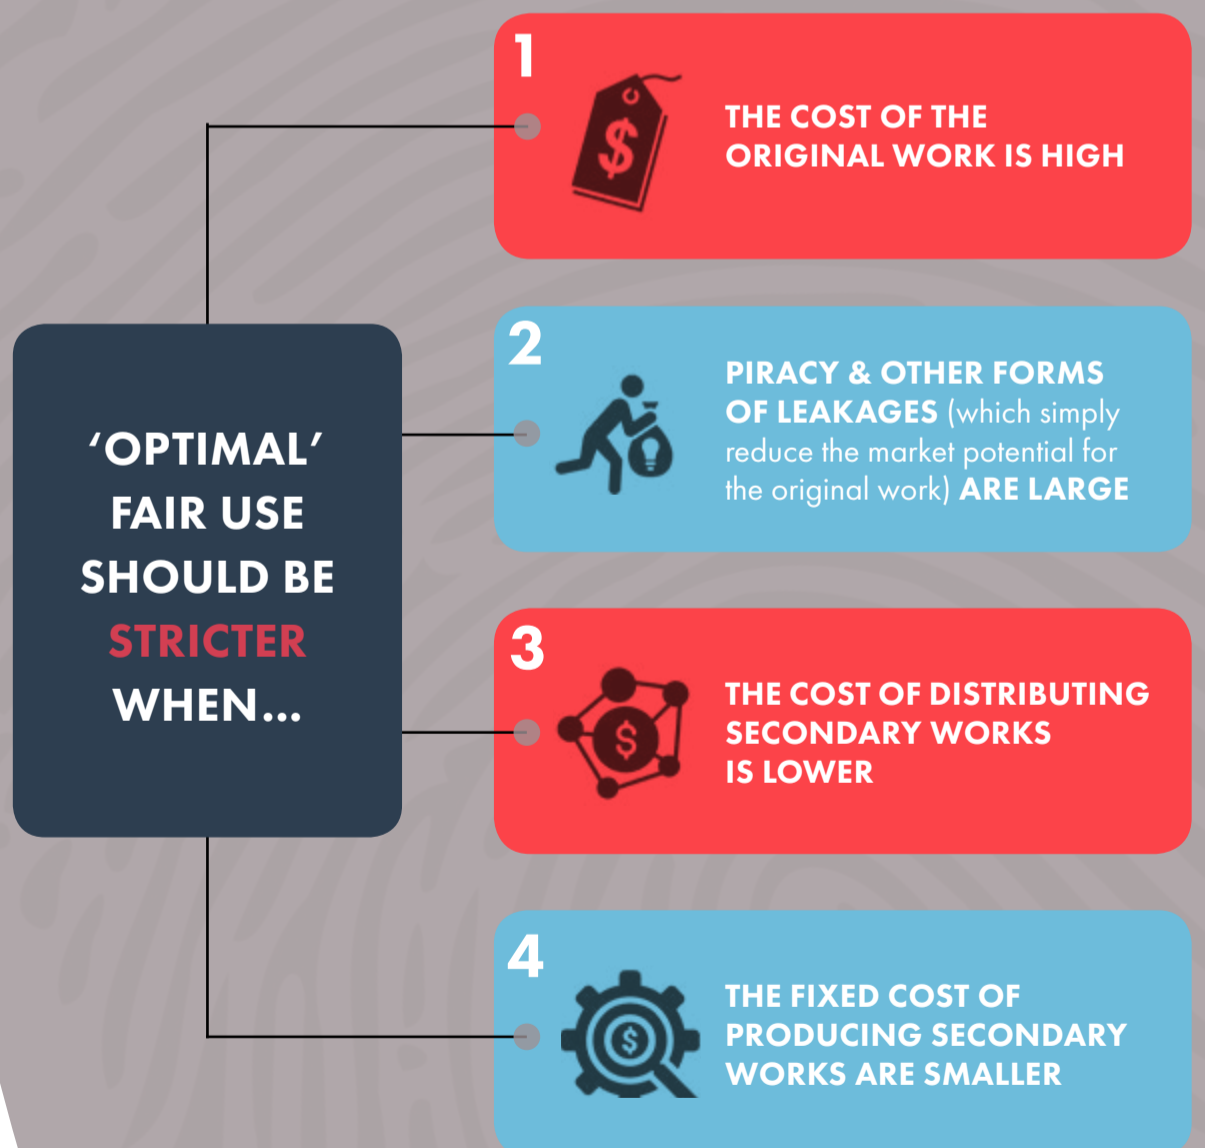 ‘OPTIMAL’
FAIR USE
SHOULD BE
STRICTER
WHEN...
1
THE COST OF THE
ORIGINAL WORK IS HIGH
2
PIRACY & OTHER FORMS
OF LEAKAGES (which simply
reduce the market potential for
the original work) ARE LARGE
3
THE COST OF DISTRIBUTING
SECONDARY WORKS
IS LOWER
4
THE FIXED COST OF
PRODUCING SECONDARY
WORKS ARE SMALLER
$
$
$